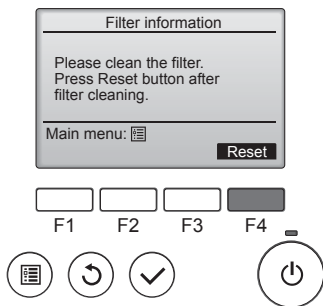 Filter information
Please clean the filter.
Press Reset button after
filter cleaning.
Main menu:
Reset
F1 F2 F3 F4